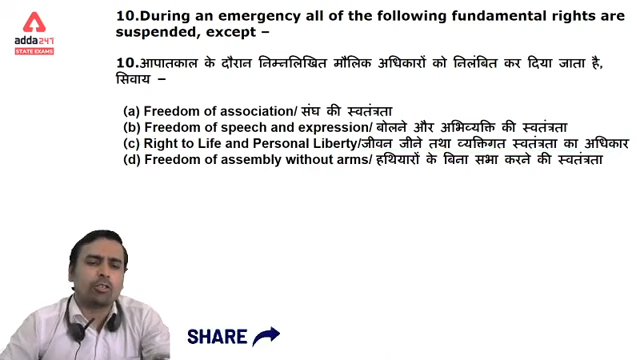 10.During an emergency all of the following fundamental rights are
suspended, except –
10.आपातकाल के दौरान निम्नलिखित मौलिक अधिकारों को निलंबित कर दिया जाता है,
सिवाय –
(a) Freedom of association/ संघ की स्वतंत्रता
(b) Freedom of speech and expression/ बोलने और अभिव्यक्ति की स्वतंत्रता
(c) Right to Life and Personal Liberty/जीवन जीने तथा व्यक्तिगत स्वतंत्रता का अधिकार
(d) Freedom of assembly without arms/ हथियारों के बिना सभा करने की स्वतंत्रता
adda247
STATE EXAMS
SHARE